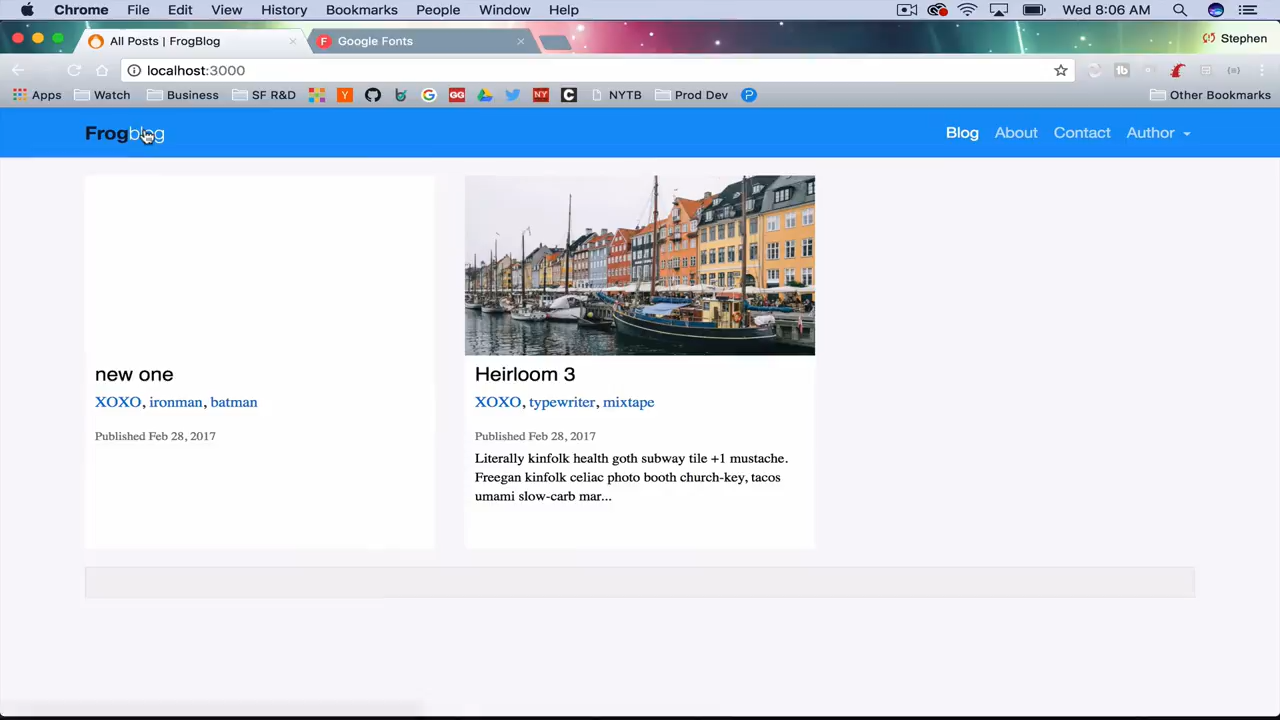 Chrome File Edit View History Bookmarks People Window Help Wed 8:06 AM
All Posts | FrogBlog Google Fonts Stephen
localhost:3000
Apps Watch Business SF R&D NYTB Prod Dev Other Bookmarks
Frogblog Blog About Contact Author
new one
XOXO, ironman, batman
Published Feb 28, 2017
Heirloom 3
XOXO, typewriter, mixtape
Published Feb 28, 2017
Literally kinfolk health goth subway tile +1 mustache.
Freegan kinfolk celiac photo booth church-key, tacos
umami slow-carb mar...